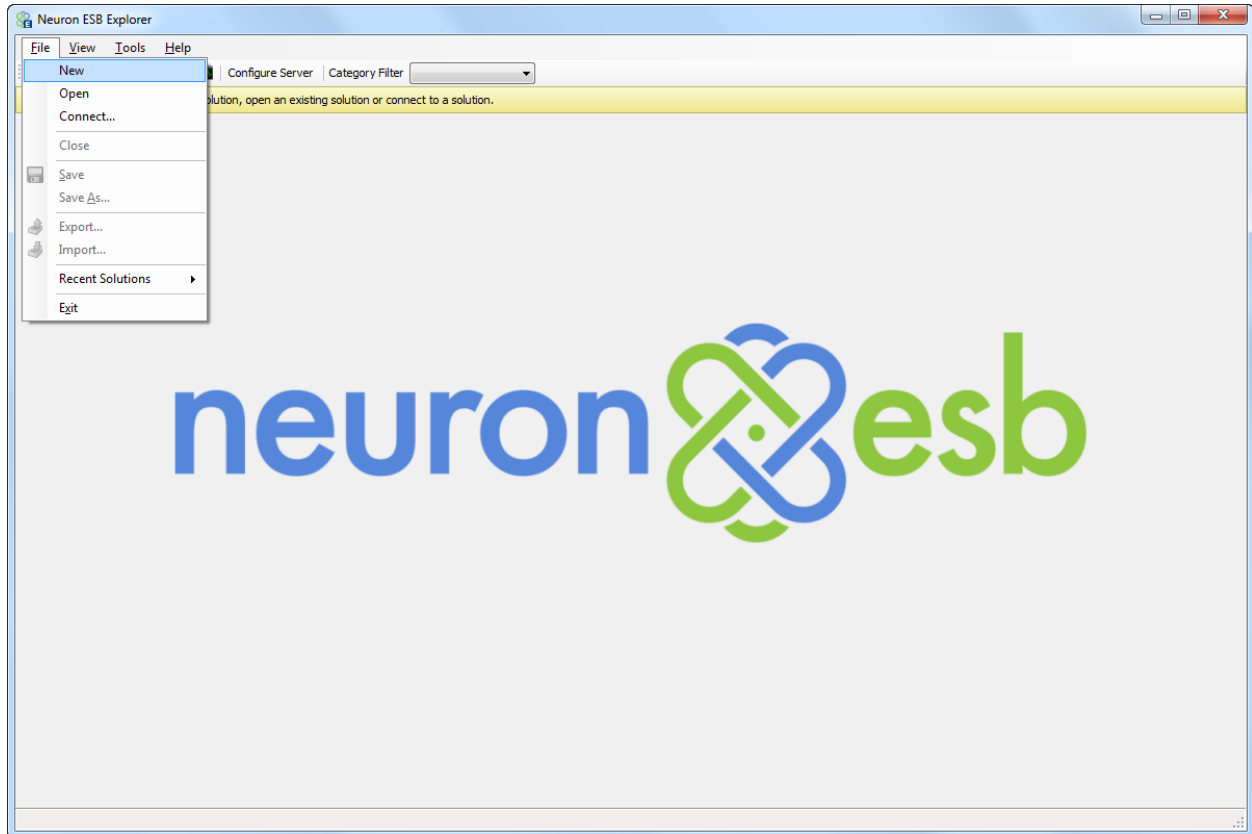 Neuron ESB Explorer
File View Tools Help
New
Configure Server Category Filter
Open
solution, open an existing solution or connect to a solution.
Connect...
Close
Save
Save As...
Export...
Import...
Recent Solutions
Exit
neuron esb